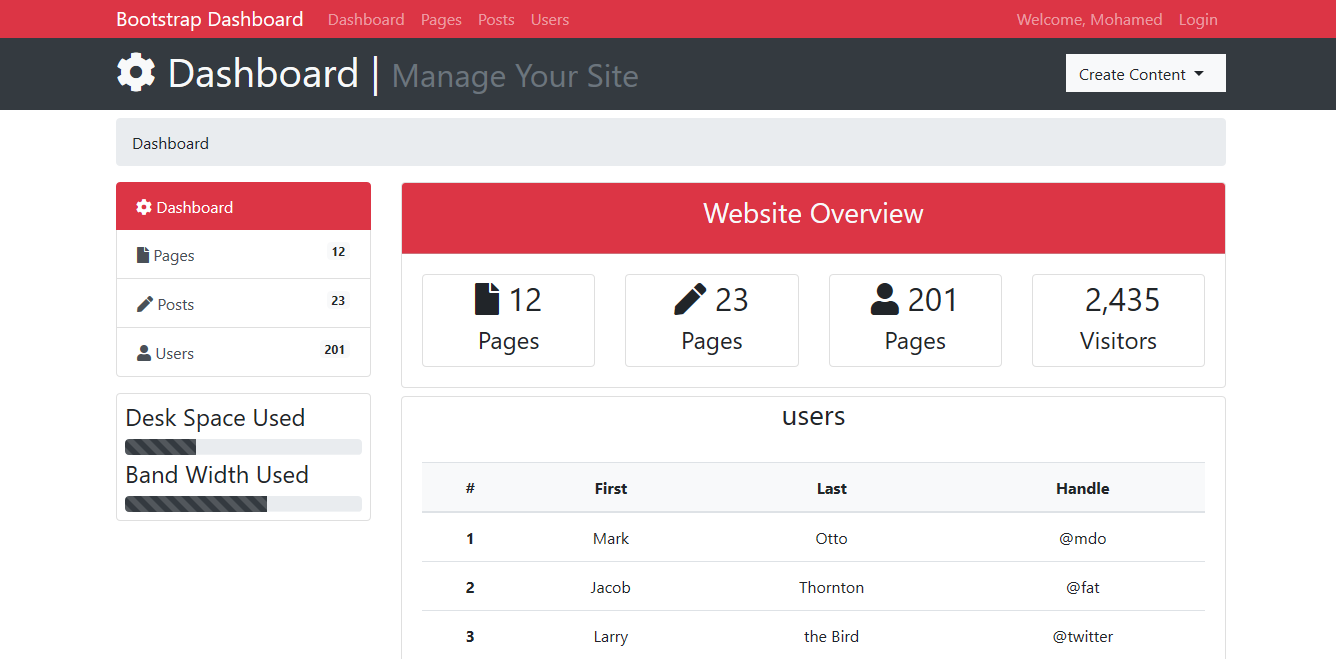 Bootstrap Dashboard Dashboard Pages Posts Users Welcome, Mohamed Login
Dashboard | Manage Your Site Create Content
Dashboard
Dashboard
Pages 12
Posts 23
Users 201
Desk Space Used
Band Width Used
Website Overview
12 23 201 2,435
Pages Pages Pages Visitors
users
# First Last Handle
1 Mark Otto @mdo
2 Jacob Thornton @fat
3 Larry the Bird @twitter